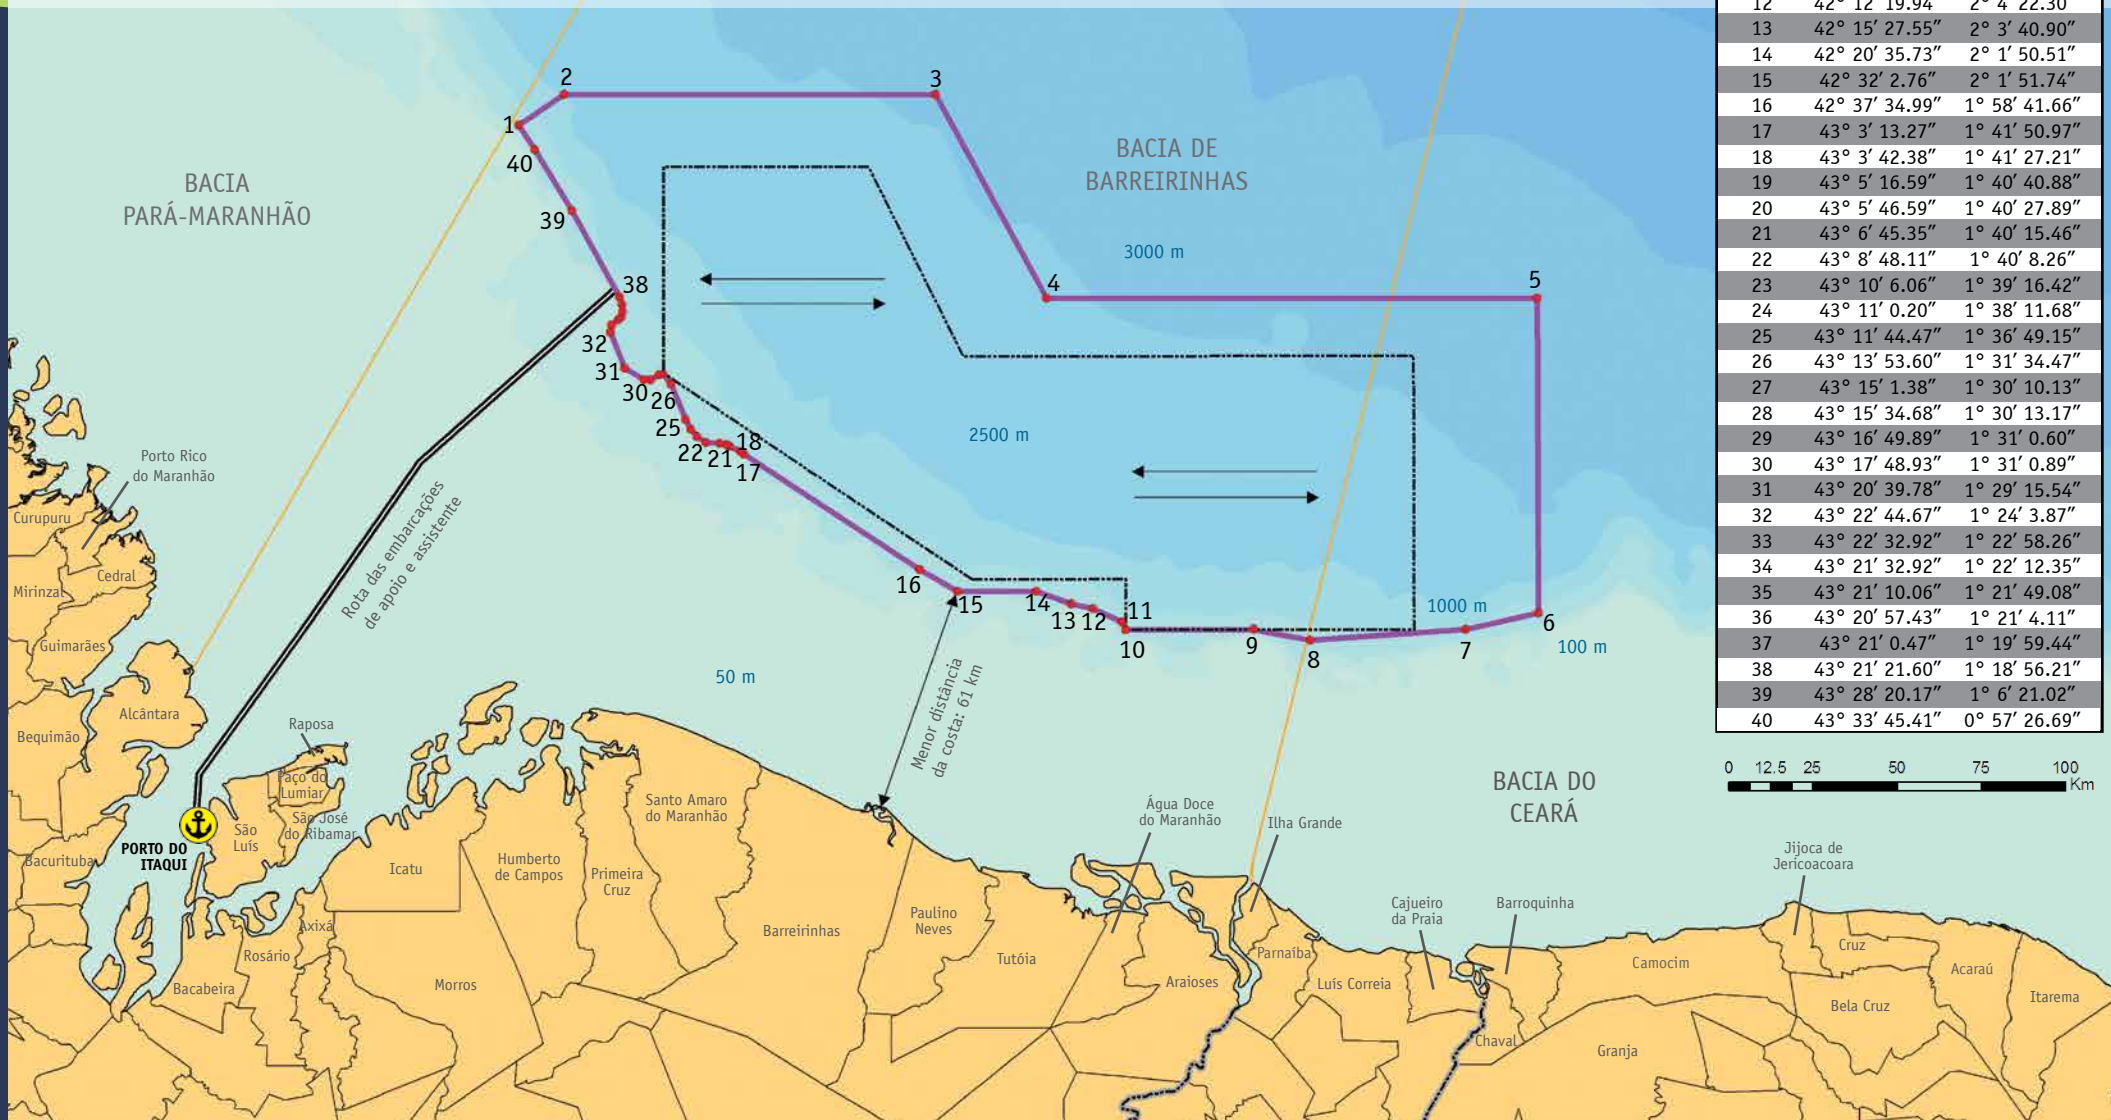 12 42° 12′ 19.94″ 2° 4′ 22.30″
13 42° 15′ 27.55″ 2° 3′ 40.90″
14 42° 20′ 35.73″ 2° 1′ 50.51″
15 42° 32′ 2.76″ 2° 1′ 51.74″
16 42° 37′ 34.99″ 1° 58′ 41.66″
17 43° 3′ 13.27″ 1° 41′ 50.97″
18 43° 3′ 42.38″ 1° 41′ 27.21″
19 43° 5′ 16.59″ 1° 40′ 40.88″
20 43° 5′ 46.59″ 1° 40′ 27.89″
21 43° 6′ 45.35″ 1° 40′ 15.46″
22 43° 8′ 48.11″ 1° 40′ 8.26″
23 43° 10′ 6.06″ 1° 39′ 16.42″
24 43° 11′ 0.20″ 1° 38′ 11.68″
25 43° 11′ 44.47″ 1° 36′ 49.15″
26 43° 13′ 53.60″ 1° 31′ 34.47″
27 43° 15′ 1.38″ 1° 30′ 10.13″
28 43° 15′ 34.68″ 1° 30′ 13.17″
29 43° 16′ 49.89″ 1° 31′ 0.60″
30 43° 17′ 48.93″ 1° 31′ 0.89″
31 43° 20′ 39.78″ 1° 29′ 15.54″
32 43° 22′ 44.67″ 1° 24′ 3.87″
33 43° 22′ 32.92″ 1° 22′ 58.26″
34 43° 21′ 32.92″ 1° 22′ 12.35″
35 43° 21′ 10.06″ 1° 21′ 49.08″
36 43° 20′ 57.43″ 1° 21′ 4.11″
37 43° 21′ 0.47″ 1° 19′ 59.44″
38 43° 21′ 21.60″ 1° 18′ 56.21″
39 43° 28′ 20.17″ 1° 6′ 21.02″
40 43° 33′ 45.41″ 0° 57′ 26.69″
0 12.5 25 50 75 100
Km
2
3
1
40
39
38
4
5
32
31
30
26
25
22
21
18
17
16
15
14
13
12
11
10
9
8
7
6
BACIA
PARÁ-MARANHÃO
BACIA DE
BARREIRINHAS
3000 m
2500 m
1000 m
100 m
50 m
BACIA DO
CEARÁ
Rota das embarcações
de apoio e assistente
Menor distância
da costa: 61 km
Porto Rico
do Maranhão
Curupuru
Cedral
Mirinzal
Guimarães
Alcântara
Bequimão
Raposa
Paço do
Lumiar
São José
do Ribamar
São
Luís
PORTO DO
ITAQUI
Bacurituba
Icatu
Humberto
de Campos
Primeira
Cruz
Santo Amaro
do Maranhão
Axixá
Rosário
Bacabeira
Morros
Barreirinhas
Paulino
Neves
Tutóia
Água Doce
do Maranhão
Araioses
Ilha Grande
Parnaíba
Luís Correia
Cajueiro
da Praia
Barroquinha
Chaval
Camocim
Granja
Jijoca de
Jericoacoara
Cruz
Bela Cruz
Acaraú
Itarema